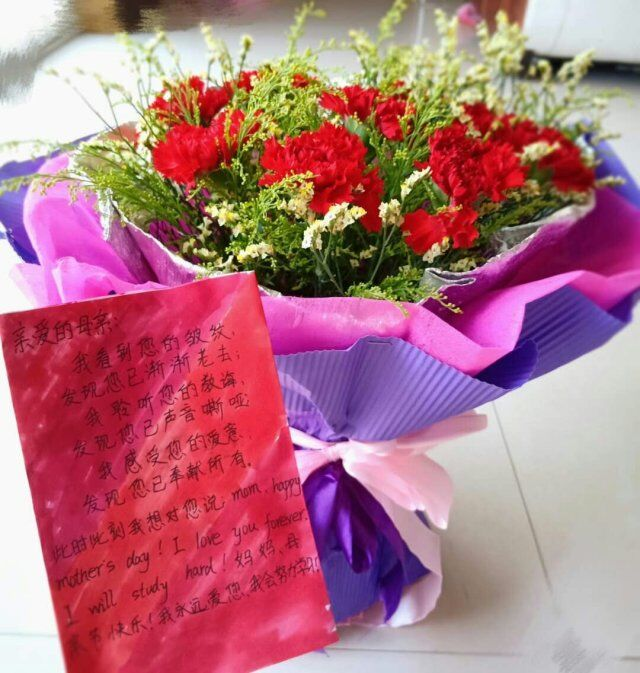 亲爱的母亲：
我看到您的皱纹，
发现您已渐渐老去；
我聆听您的教诲，
发现您已声音嘶哑；
我感受您的爱意，
发现您已奉献所有。
此时此刻我想对您说，mom，happy
mother's day！I love you forever.
I will study hard！妈妈，母
亲节快乐！我永远爱您，我会努力学习！